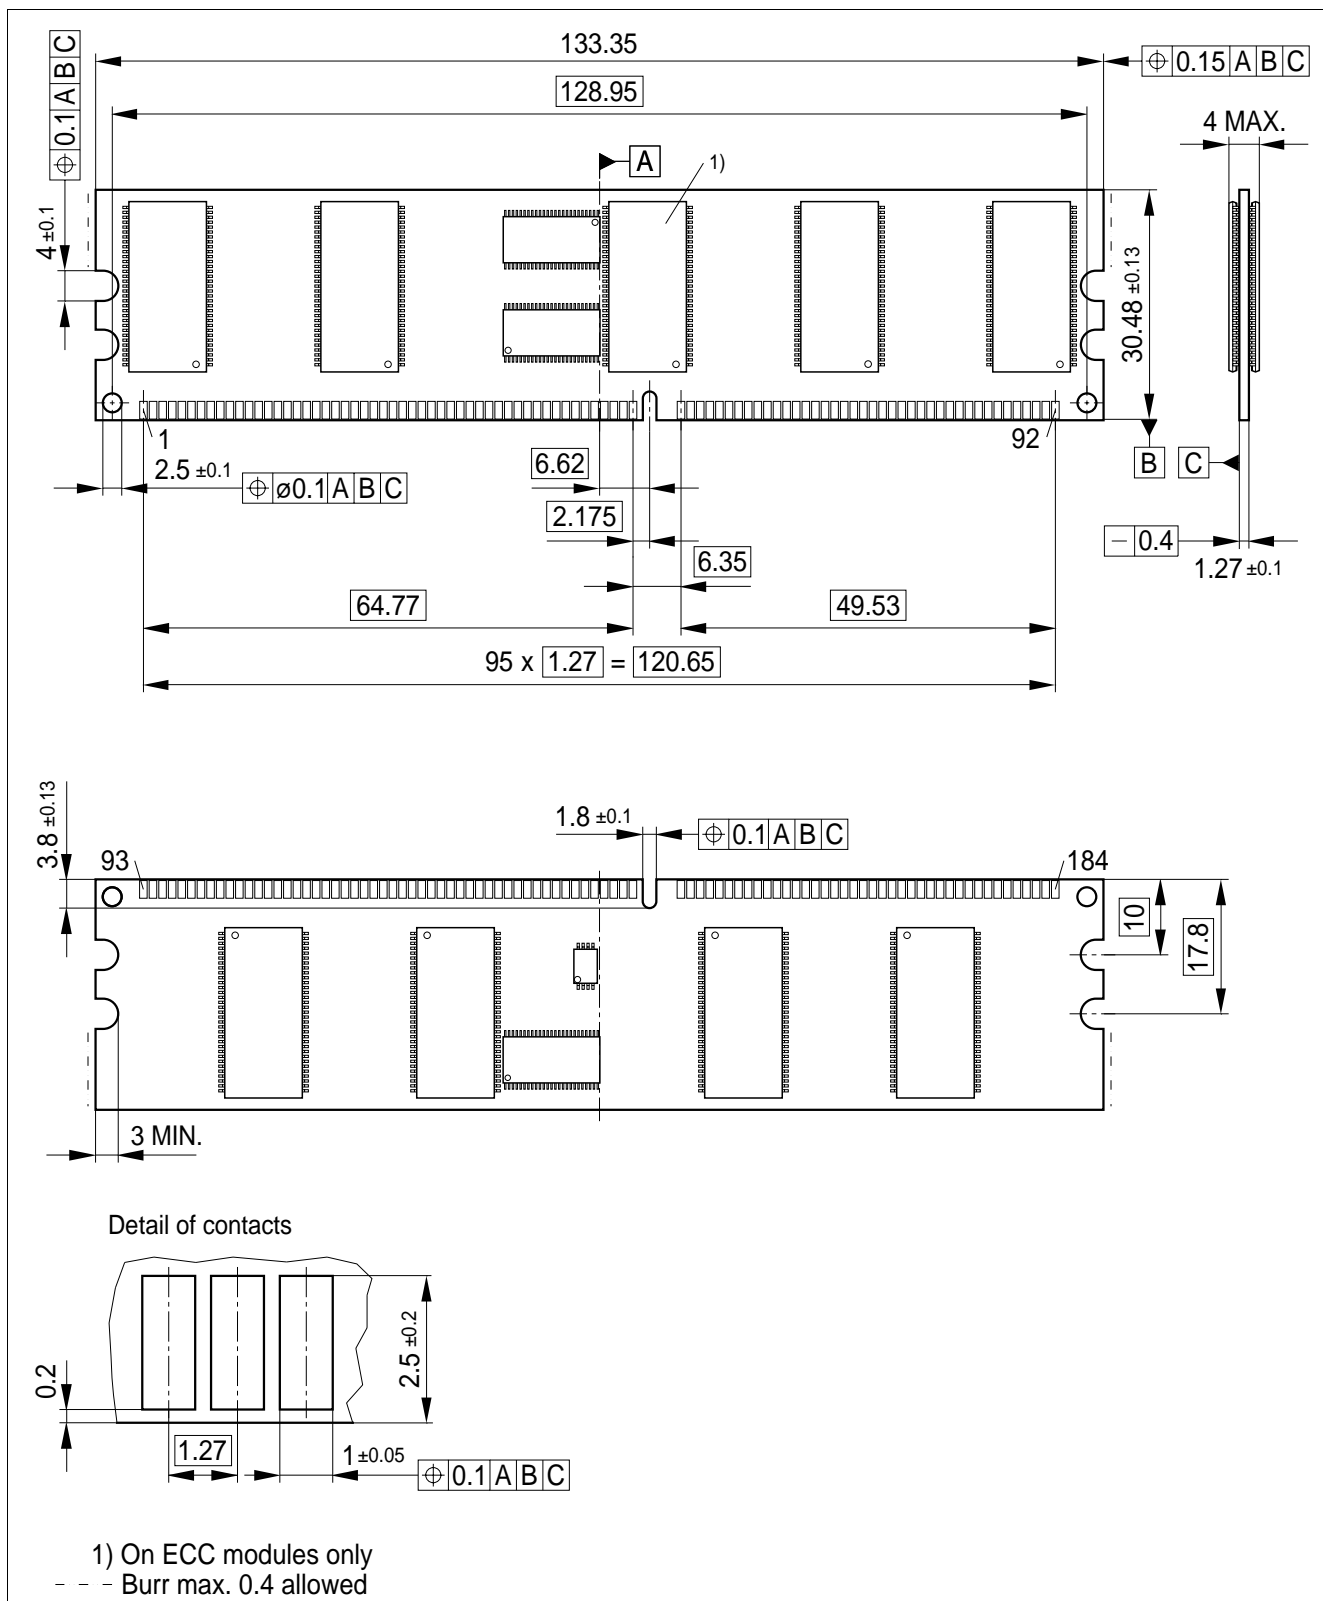 133.35
⌖ 0.15 A B C
⌖ 0.1 A B C
128.95
4 MAX.
A
1)
4 ±0.1
30.48 ±0.13
1
92
2.5 ±0.1
⌖ ø0.1 A B C
6.62
B
C
2.175
— 0.4
6.35
1.27 ±0.1
64.77
49.53
95 x 1.27 = 120.65
3.8 ±0.13
1.8 ±0.1
⌖ 0.1 A B C
93
184
10
17.8
3 MIN.
Detail of contacts
0.2
2.5 ±0.2
1.27
1 ±0.05
⌖ 0.1 A B C
1) On ECC modules only
- - - Burr max. 0.4 allowed